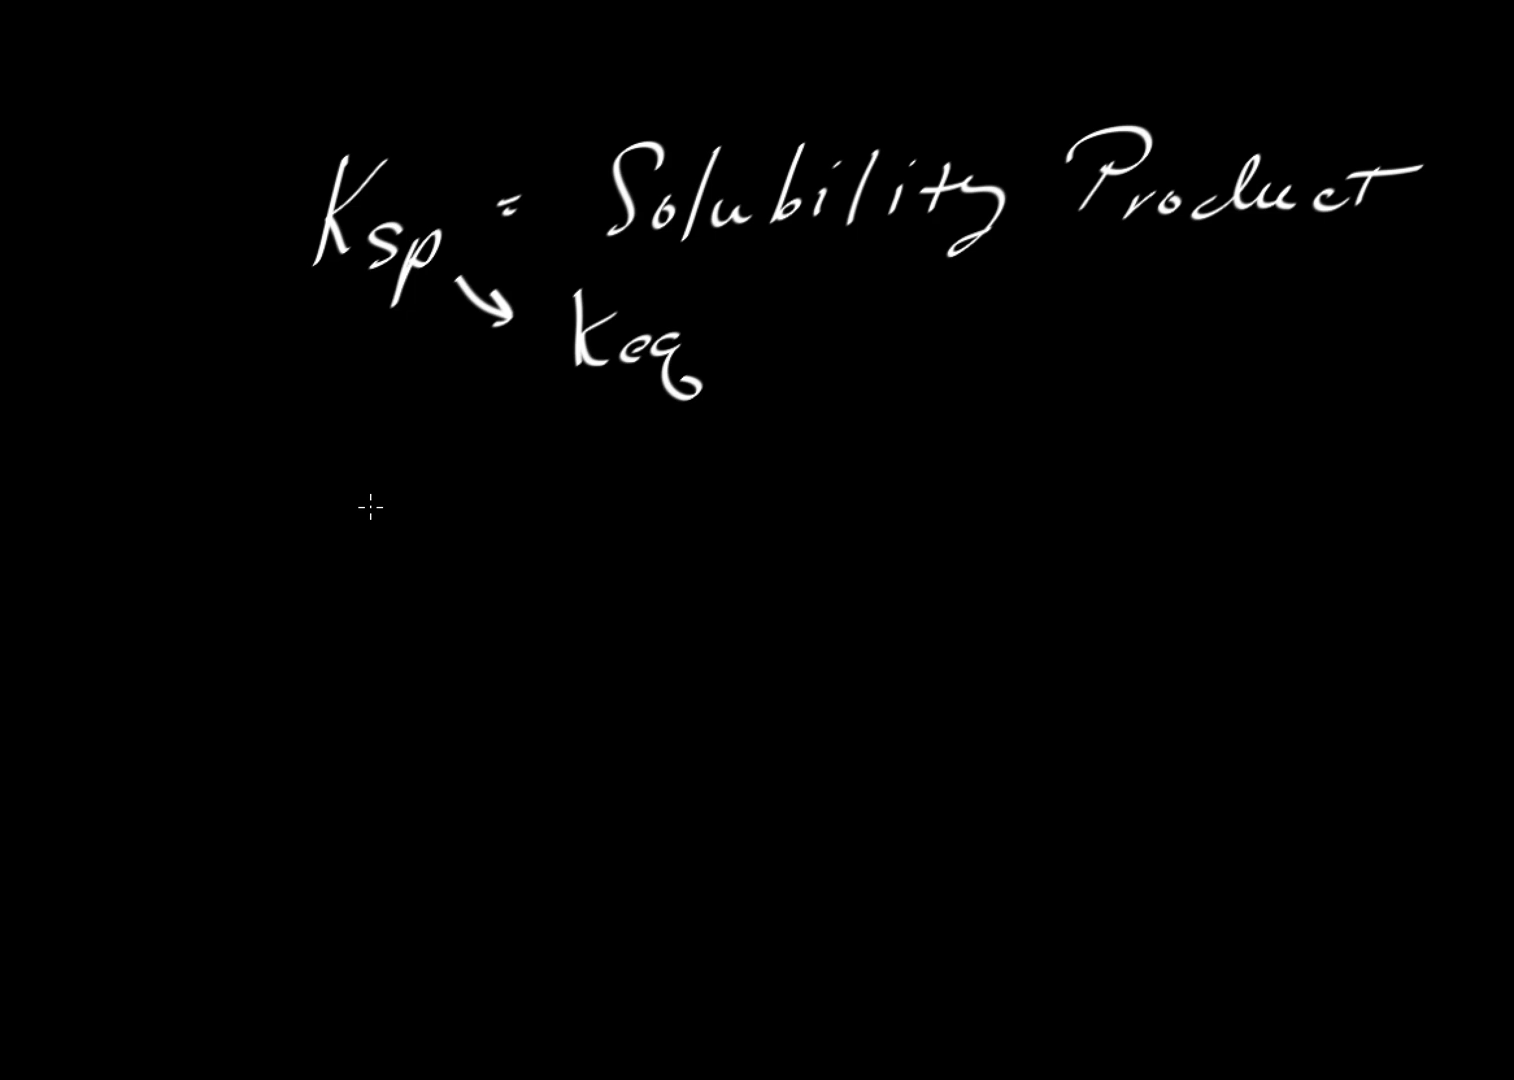 Ksp = Solubility Product
↘ Keq